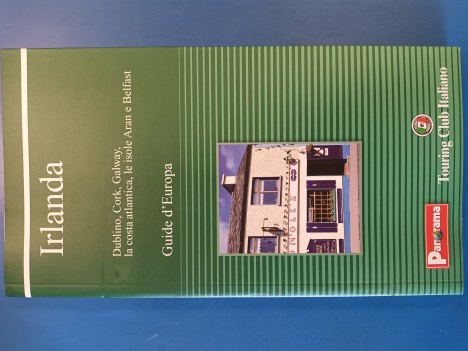 Irlanda
Dublino, Cork, Galway,
la costa atlantica, le isole Aran e Belfast
Guide d'Europa
Touring Club Italiano
Panorama